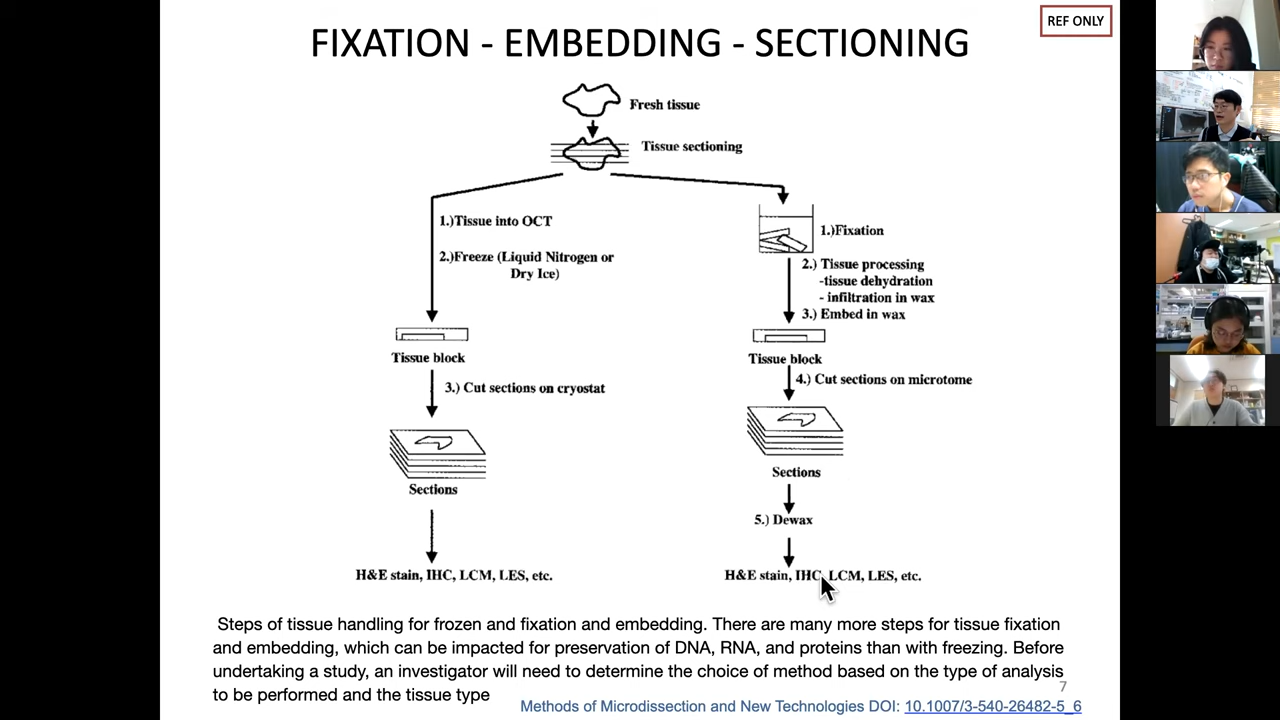 REF ONLY
FIXATION - EMBEDDING - SECTIONING
Fresh tissue
Tissue sectioning
1.)Tissue into OCT
2.)Freeze (Liquid Nitrogen or
Dry Ice)
Tissue block
3.) Cut sections on cryostat
Sections
H&E stain, IHC, LCM, LES, etc.
1.)Fixation
2.) Tissue processing
-tissue dehydration
- infiltration in wax
3.) Embed in wax
Tissue block
4.) Cut sections on microtome
Sections
5.) Dewax
H&E stain, IHC, LCM, LES, etc.
Steps of tissue handling for frozen and fixation and embedding. There are many more steps for tissue fixation
and embedding, which can be impacted for preservation of DNA, RNA, and proteins than with freezing. Before
undertaking a study, an investigator will need to determine the choice of method based on the type of analysis
to be performed and the tissue type
7
Methods of Microdissection and New Technologies DOI: 10.1007/3-540-26482-5_6